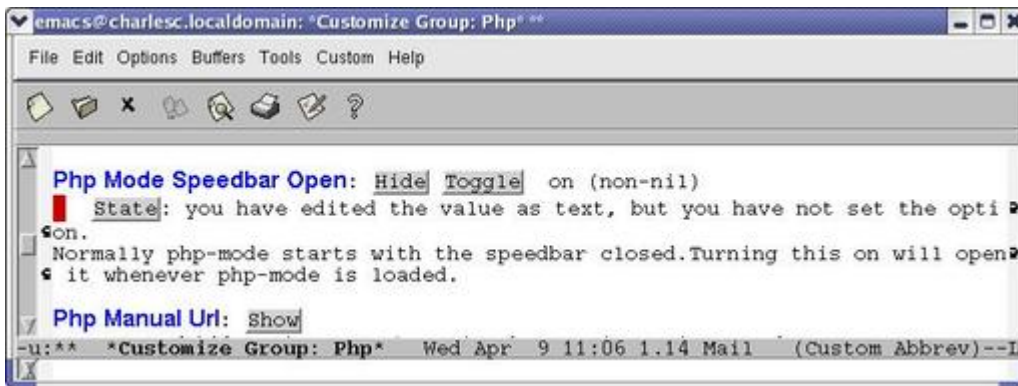 emacs@charlesc.localdomain: *Customize Group: Php* **
File Edit Options Buffers Tools Custom Help
Php Mode Speedbar Open: Hide Toggle on (non-nil)
State: you have edited the value as text, but you have not set the opti
on.
Normally php-mode starts with the speedbar closed.Turning this on will open
it whenever php-mode is loaded.
Php Manual Url: Show
-u:** *Customize Group: Php* Wed Apr 9 11:06 1.14 Mail (Custom Abbrev)--L